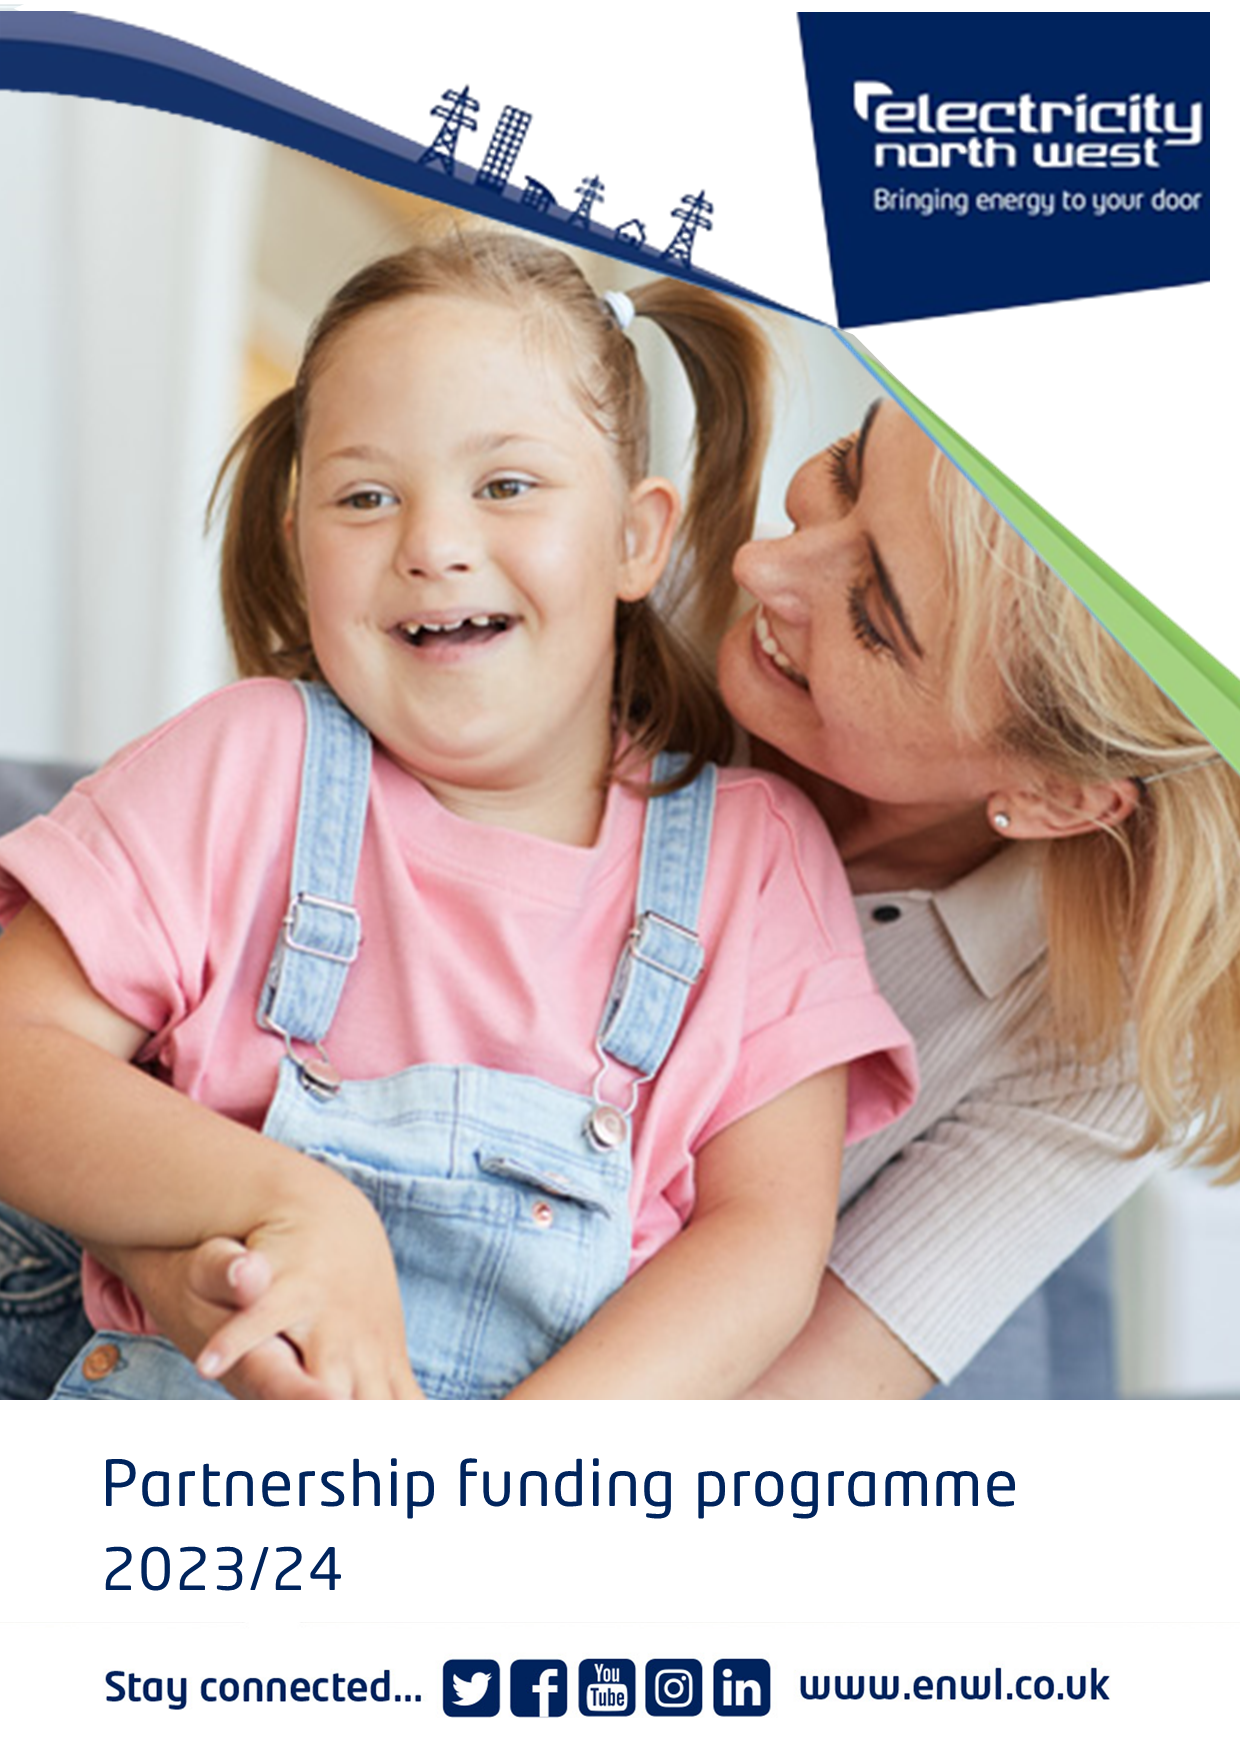 electricity
north west
Bringing energy to your door
Partnership funding programme
2023/24
Stay connected... You Tube in www.enwl.co.uk